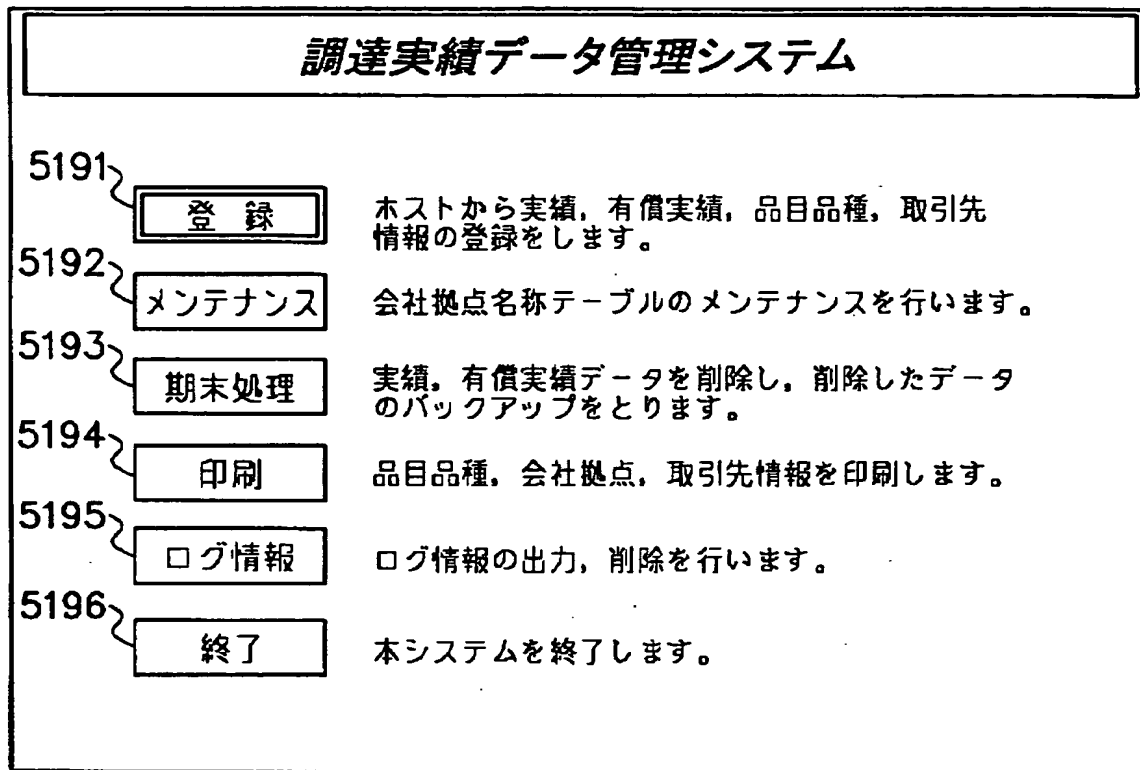 調達実績データ管理システム
5191
登 録
ホストから実績，有償実績，品目品種，取引先
情報の登録をします。
5192
メンテナンス
会社拠点名称テーブルのメンテナンスを行います。
5193
期末処理
実績，有償実績データを削除し，削除したデータ
のバックアップをとります。
5194
印刷
品目品種，会社拠点，取引先情報を印刷します。
5195
ログ情報
ログ情報の出力，削除を行います。
5196
終了
本システムを終了します。